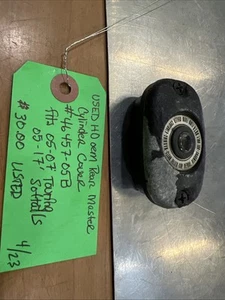 USED HD oem Rear Master
Cylinder Cover
#46457-05B
fits 05-07 Touring
05-17 Softails
$30.00 LISTED
4/23